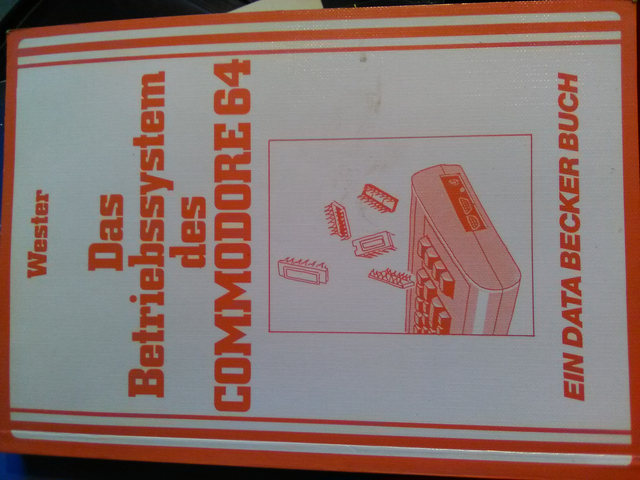 Wester
Das
Betriebssystem
des
COMMODORE 64
EIN DATA BECKER BUCH